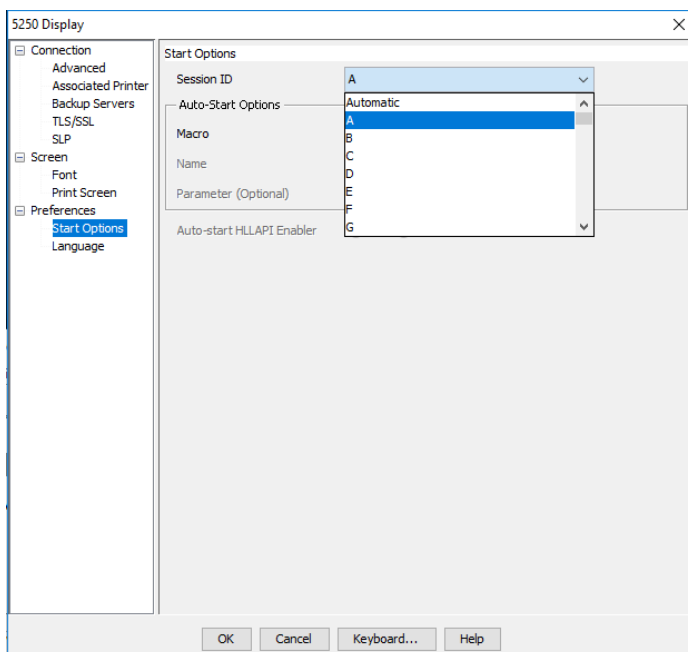 5250 Display
Connection
Advanced
Associated Printer
Backup Servers
TLS/SSL
SLP
Screen
Font
Print Screen
Preferences
Start Options
Language
Start Options
Session ID
A
Auto-Start Options
Automatic
A
Macro
B
C
Name
D
Parameter (Optional)
E
F
Auto-start HLLAPI Enabler
G
OK
Cancel
Keyboard...
Help